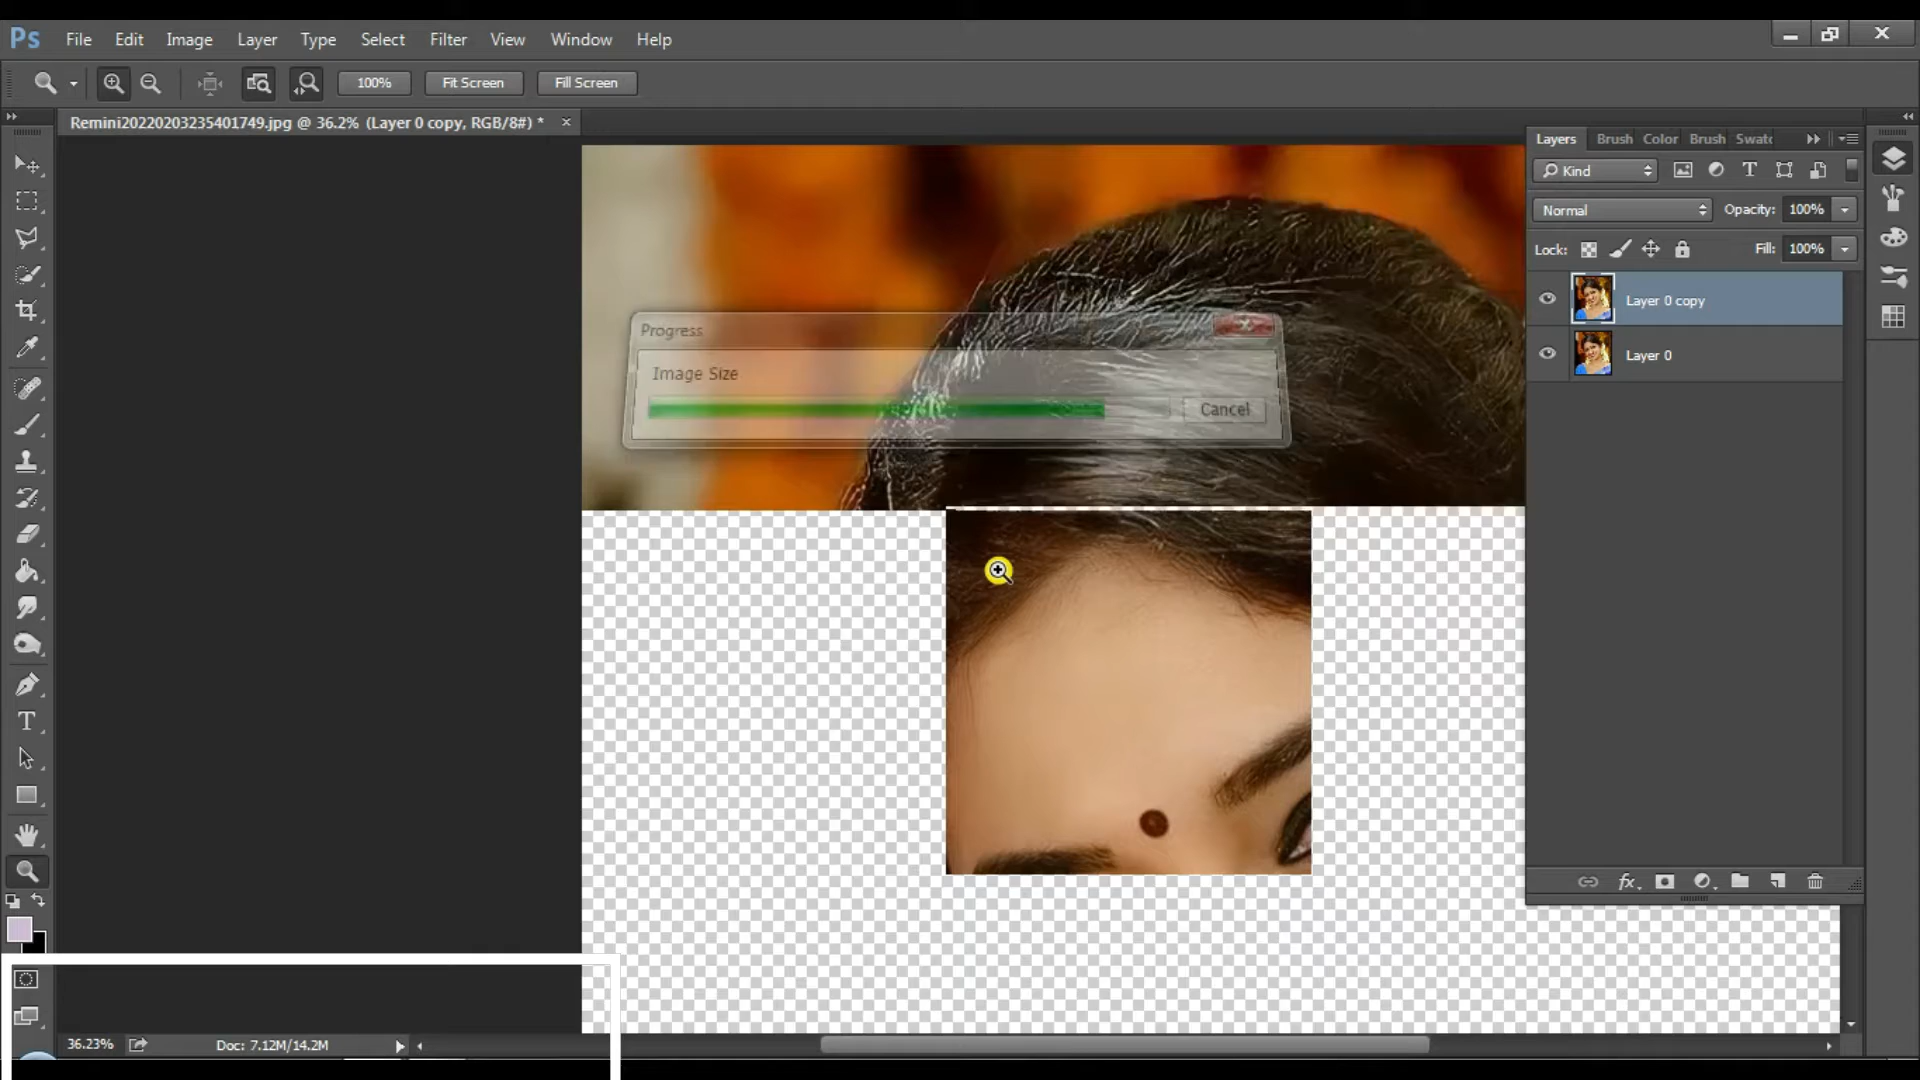 Ps File Edit Image Layer Type Select Filter View Window Help
100% Fit Screen Fill Screen
Remini20220203235401749.jpg @ 36.2% (Layer 0 copy, RGB/8#) *
Layers Brush Color Brush Swatc
Kind
Normal Opacity: 100%
Lock: Fill: 100%
Layer 0 copy
Layer 0
Progress
Image Size
Cancel
fx
36.23% Doc: 7.12M/14.2M